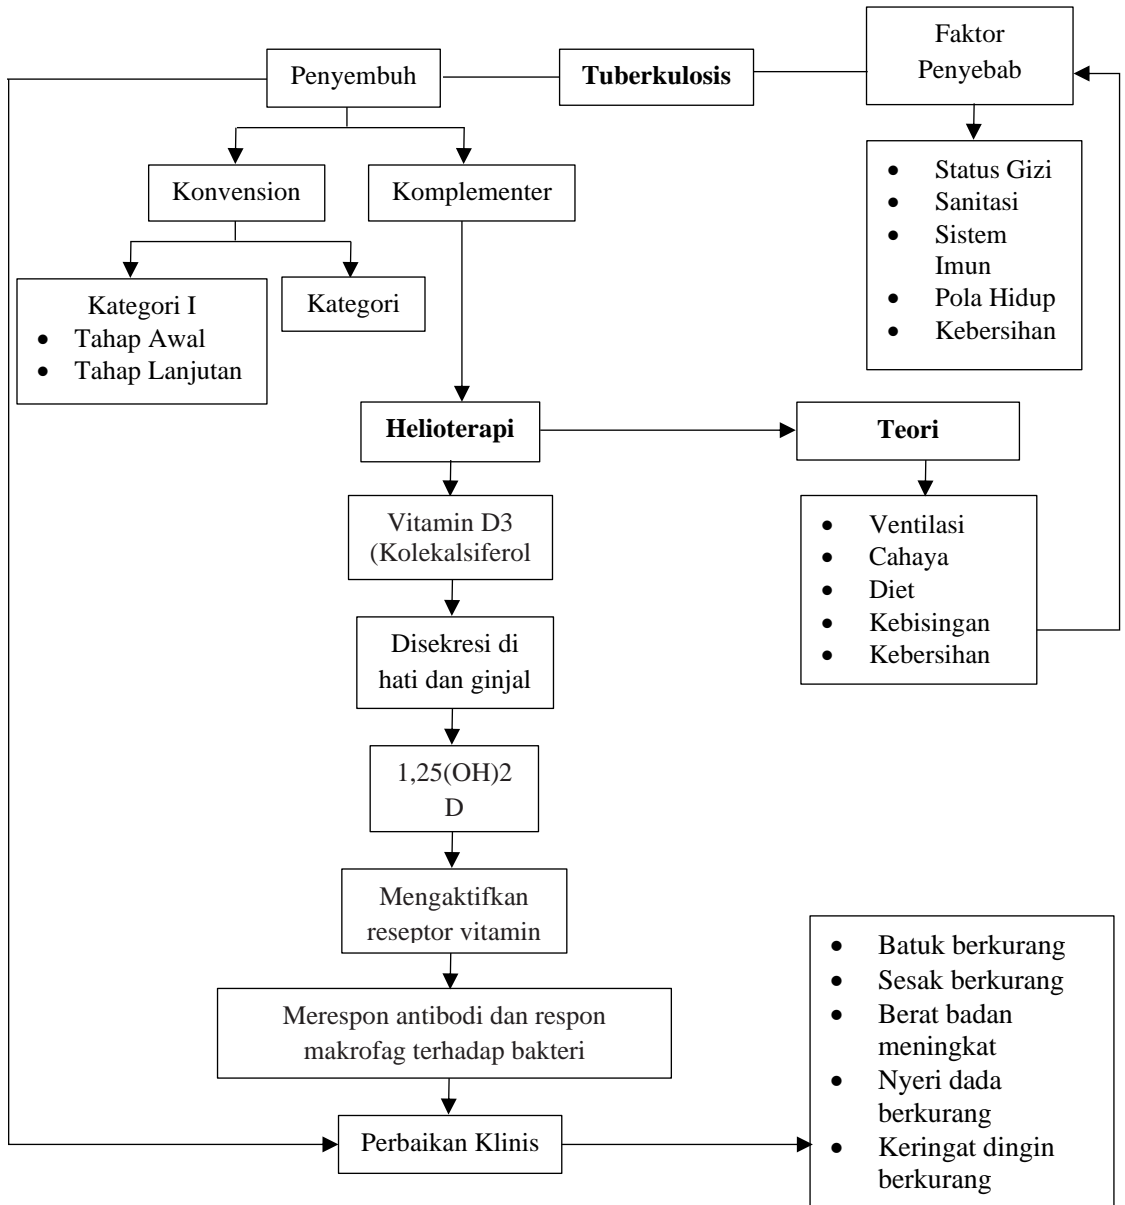 Penyembuh
Tuberkulosis
Faktor
Penyebab
Konvension
Komplementer
• Status Gizi
• Sanitasi
• Sistem
Imun
• Pola Hidup
• Kebersihan
Kategori I
• Tahap Awal
• Tahap Lanjutan
Kategori
Helioterapi
Teori
Vitamin D3
(Kolekalsiferol
• Ventilasi
• Cahaya
• Diet
• Kebisingan
• Kebersihan
Disekresi di
hati dan ginjal
1,25(OH)2
D
Mengaktifkan
reseptor vitamin
Merespon antibodi dan respon
makrofag terhadap bakteri
Perbaikan Klinis
• Batuk berkurang
• Sesak berkurang
• Berat badan
meningkat
• Nyeri dada
berkurang
• Keringat dingin
berkurang